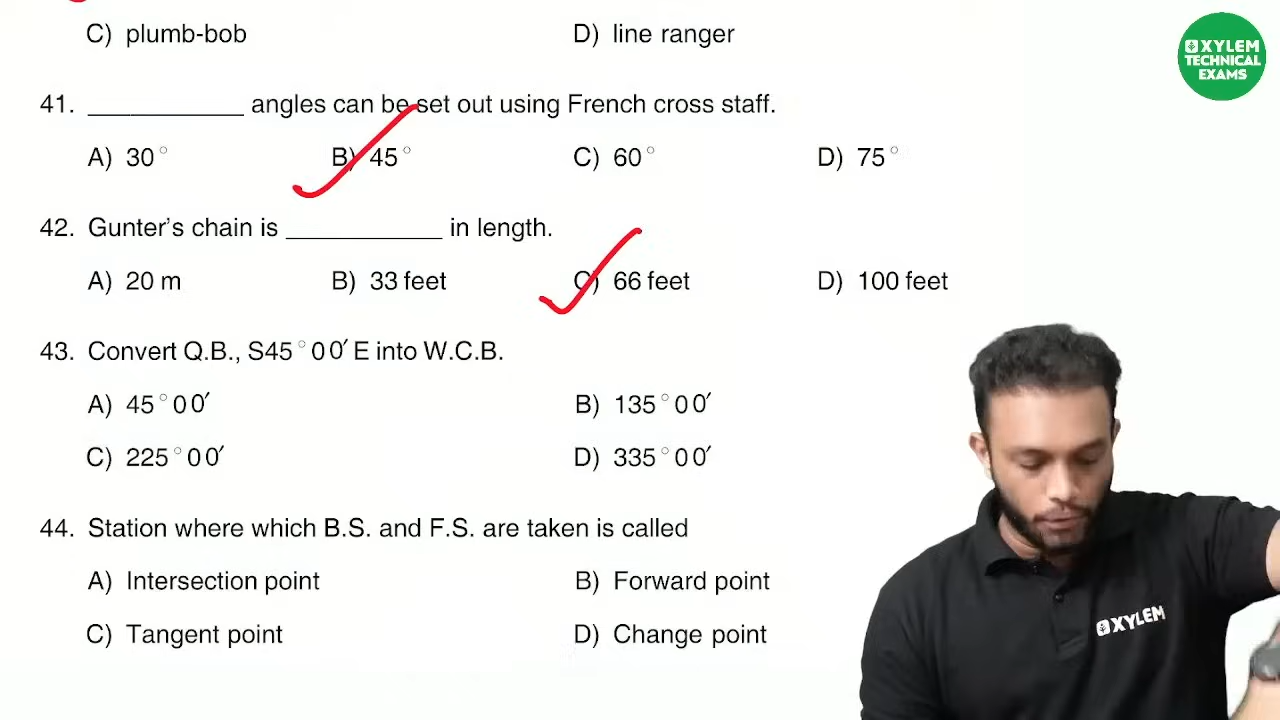 C) plumb-bob D) line ranger
XYLEM
TECHNICAL
EXAMS
41. ___________ angles can be set out using French cross staff.
A) 30° B) 45° C) 60° D) 75°
42. Gunter's chain is ___________ in length.
A) 20 m B) 33 feet C) 66 feet D) 100 feet
43. Convert Q.B., S45°00′ E into W.C.B.
A) 45°00′ B) 135°00′
C) 225°00′ D) 335°00′
44. Station where which B.S. and F.S. are taken is called
A) Intersection point B) Forward point
C) Tangent point D) Change point
XYLEM